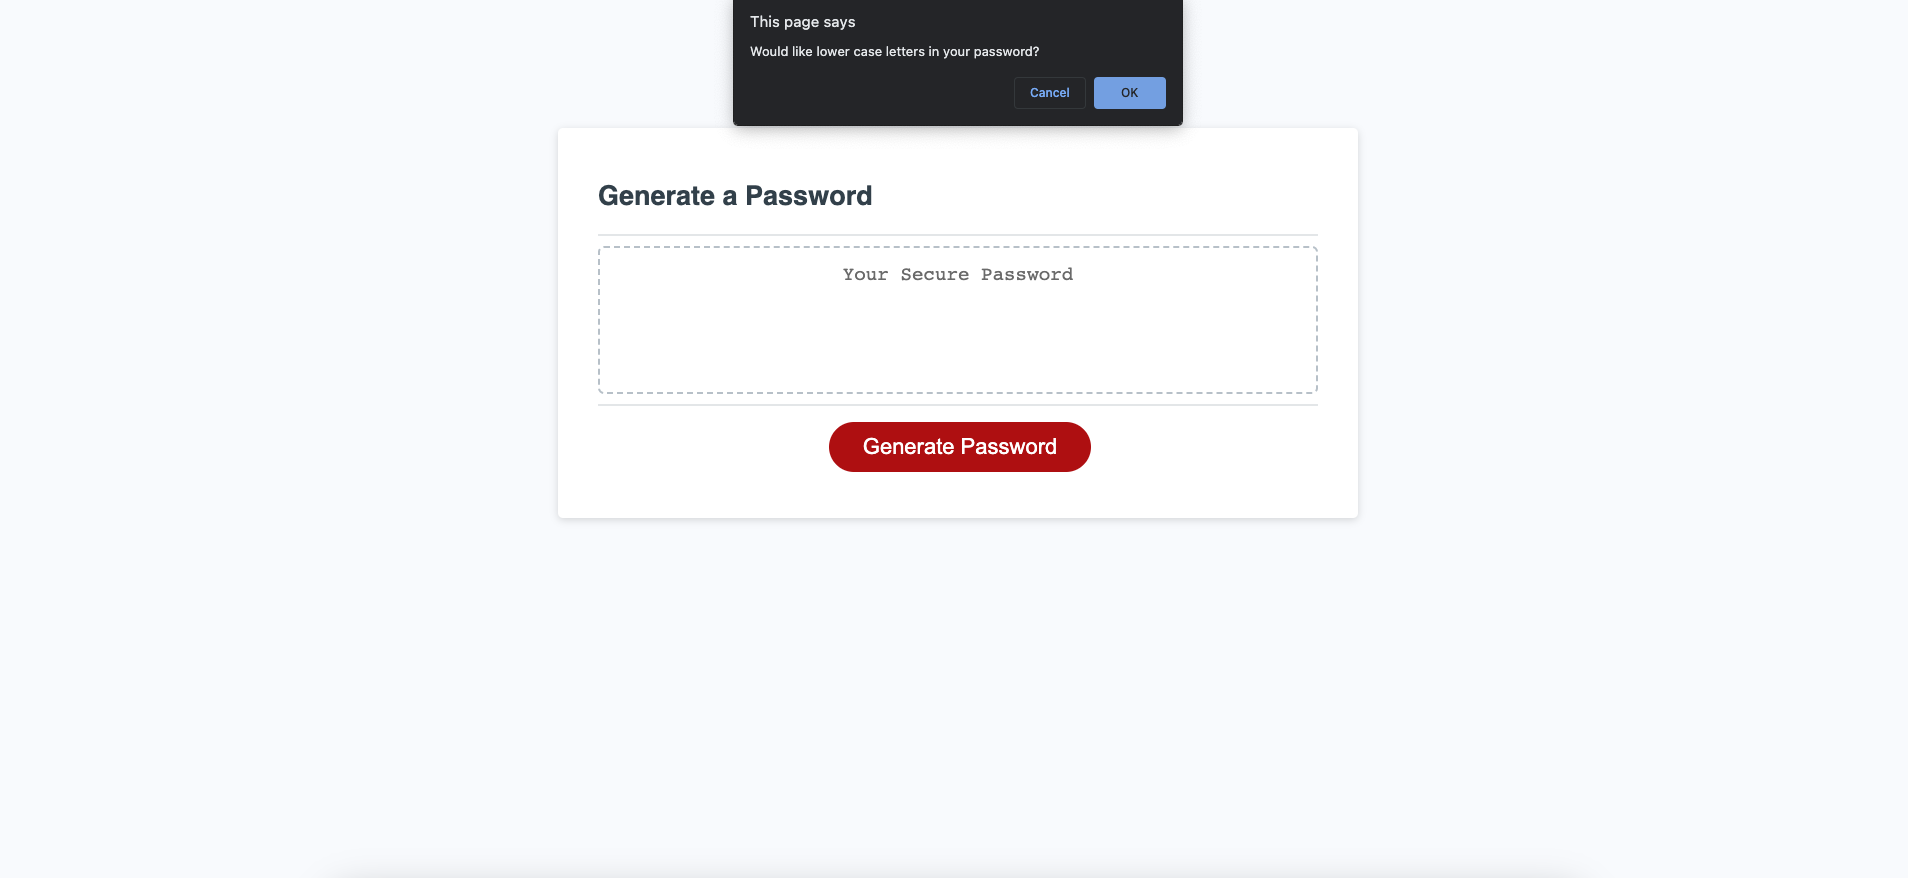 This page says
Would like lower case letters in your password?
Cancel OK
Generate a Password
Your Secure Password
Generate Password